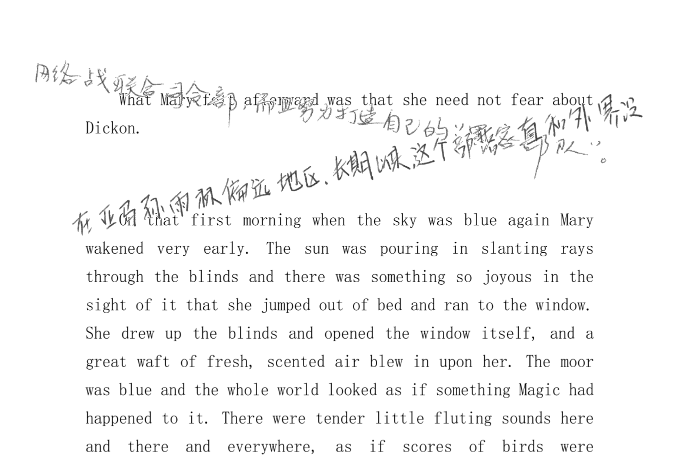 网络战联合司令部,而亚努力打造自己的黑客部队"。
What Mary felt afterward was that she need not fear about
Dickon.
在亚马孙雨林偏远地区,长期以来,这个部落真和外界没
On that first morning when the sky was blue again Mary
wakened very early. The sun was pouring in slanting rays
through the blinds and there was something so joyous in the
sight of it that she jumped out of bed and ran to the window.
She drew up the blinds and opened the window itself, and a
great waft of fresh, scented air blew in upon her. The moor
was blue and the whole world looked as if something Magic had
happened to it. There were tender little fluting sounds here
and there and everywhere, as if scores of birds were